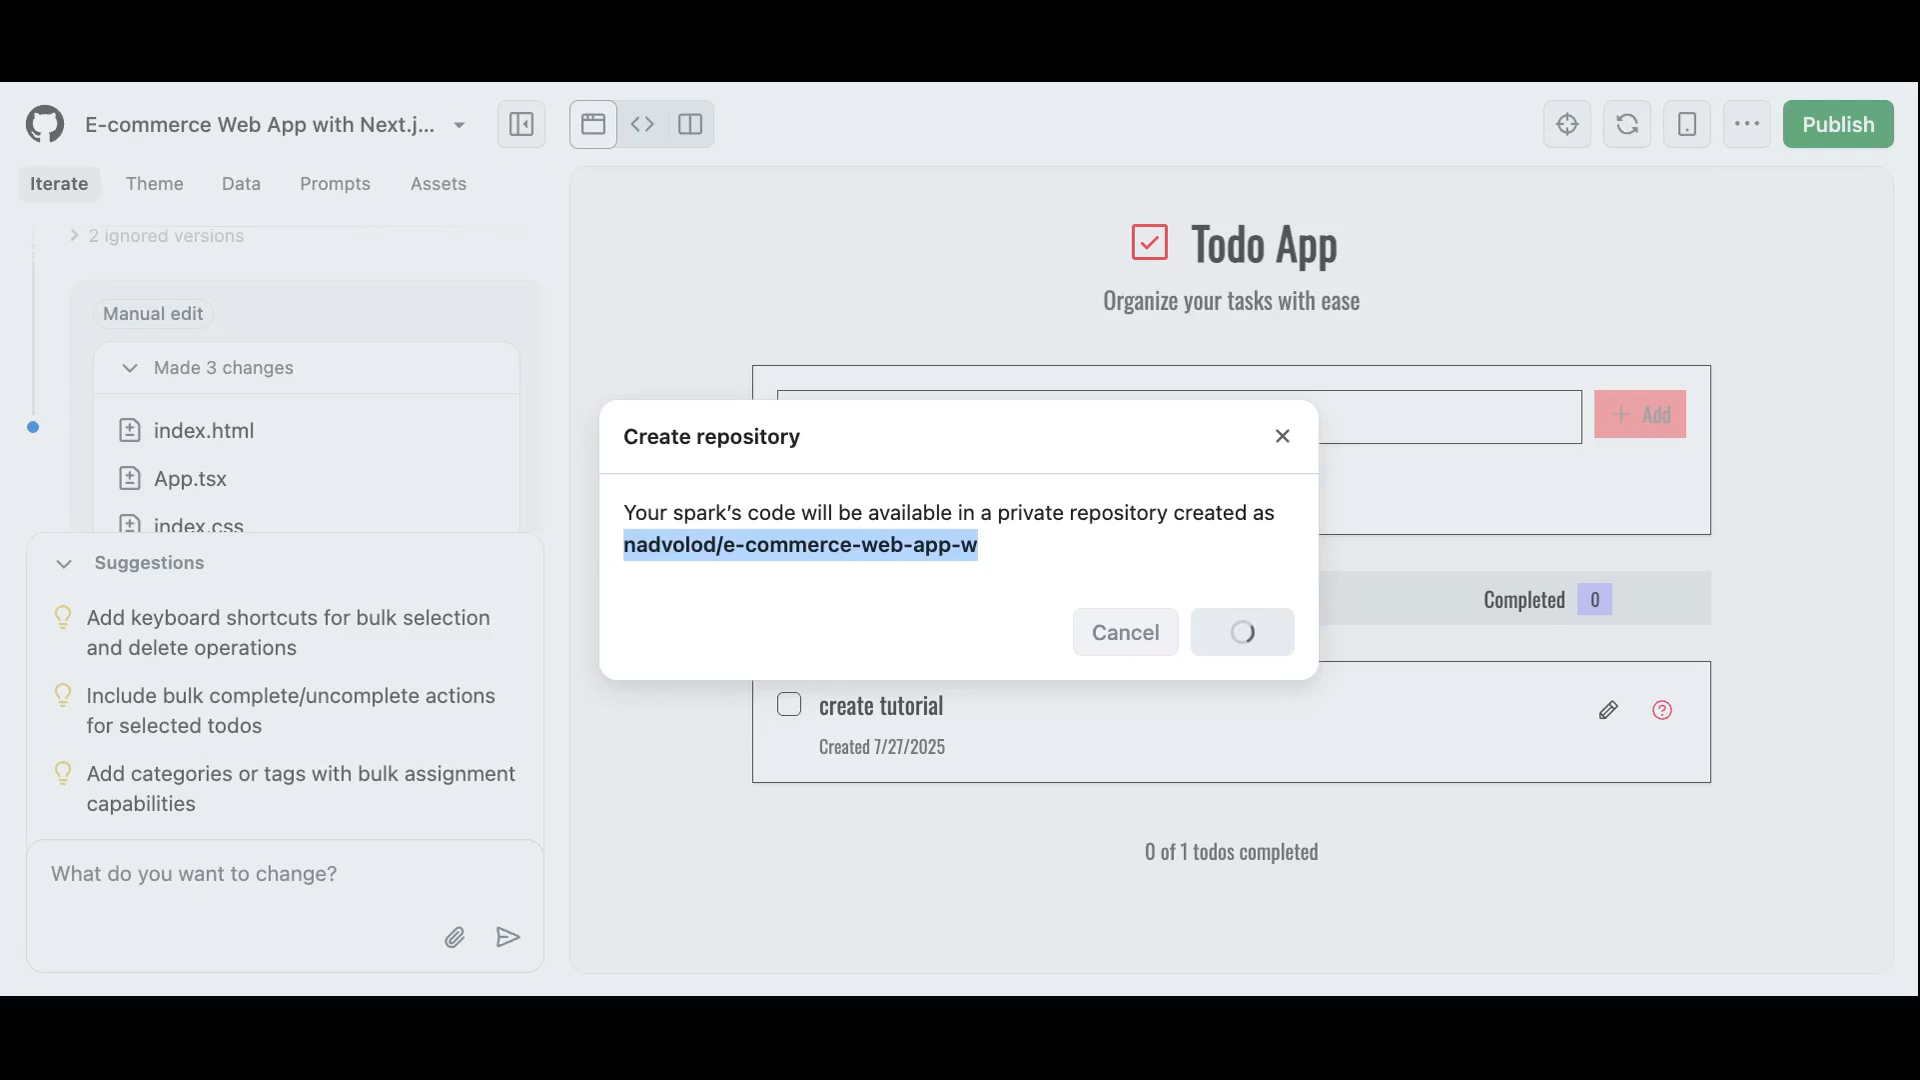 E-commerce Web App with Next.j...
Publish
Iterate
Theme
Data
Prompts
Assets
2 ignored versions
Manual edit
Made 3 changes
index.html
App.tsx
index.css
Suggestions
Add keyboard shortcuts for bulk selection
and delete operations
Include bulk complete/uncomplete actions
for selected todos
Add categories or tags with bulk assignment
capabilities
What do you want to change?
Todo App
Organize your tasks with ease
+ Add
Create repository
Your spark's code will be available in a private repository created as
nadvolod/e-commerce-web-app-w
Cancel
Completed 0
create tutorial
Created 7/27/2025
0 of 1 todos completed